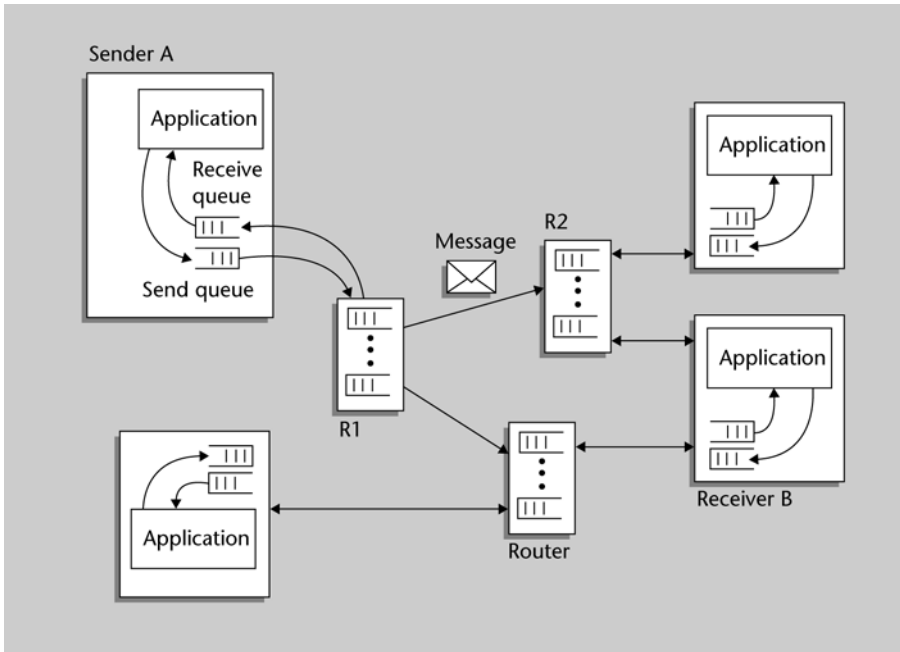 Sender A
Application
Receive
queue
Send queue
R1
Message
R2
Application
Application
Receiver B
Application
Router